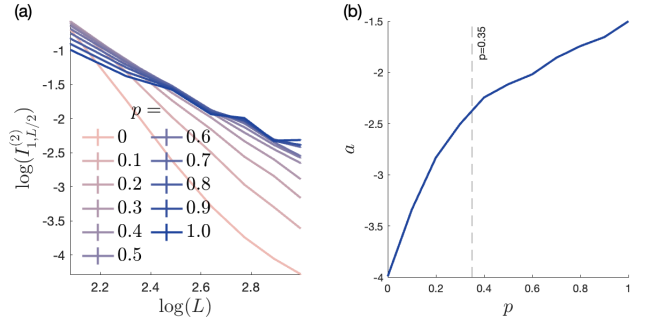 (a)
-1
-1.5
-2
-2.5
-3
-3.5
-4
log(I^{(2)}_{1,L/2})
p =
0 0.6
0.1 0.7
0.2 0.8
0.3 0.9
0.4 1.0
0.5
2.2 2.4 2.6 2.8
log(L)
(b)
-1.5
-2
-2.5
-3
-3.5
-4
a
p=0.35
0 0.2 0.4 0.6 0.8 1
p